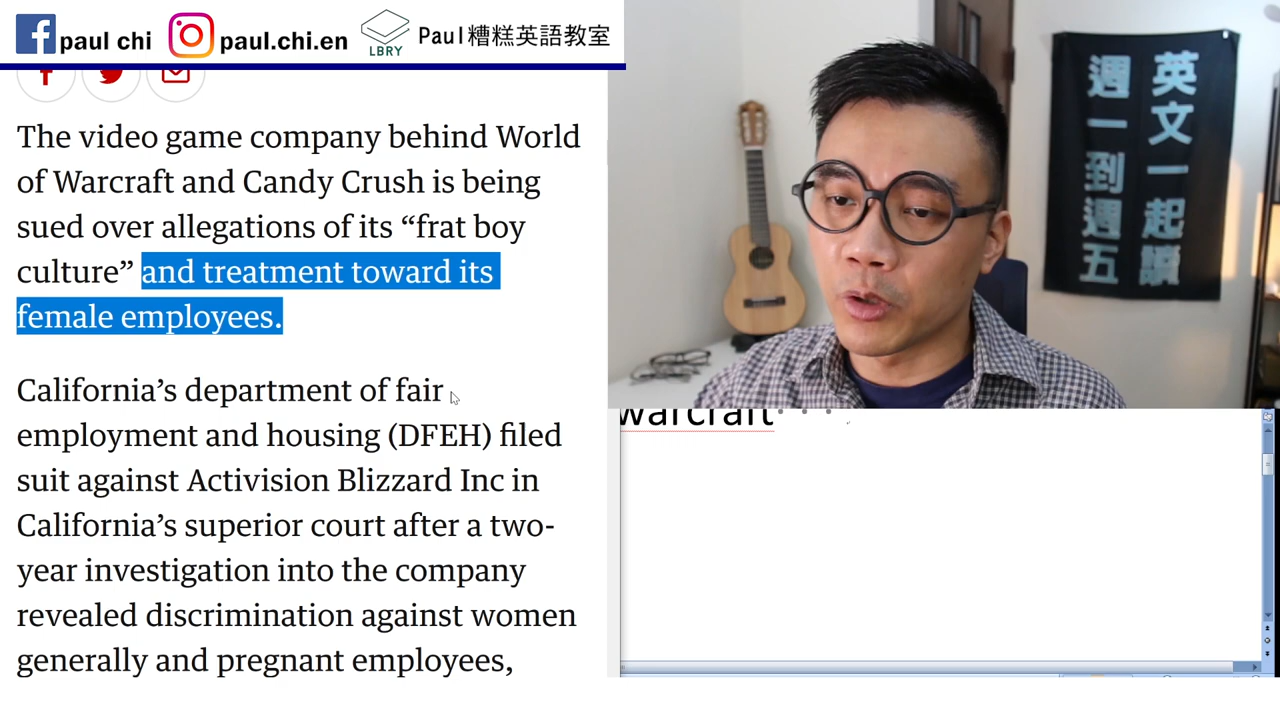 paul chi
paul.chi.en
LBRY
Paul糟糕英語教室
The video game company behind World
of Warcraft and Candy Crush is being
sued over allegations of its “frat boy
culture” and treatment toward its
female employees.
California’s department of fair
employment and housing (DFEH) filed
suit against Activision Blizzard Inc in
California’s superior court after a two-
year investigation into the company
revealed discrimination against women
generally and pregnant employees,
英文一起讀
週一到週五
warcraft